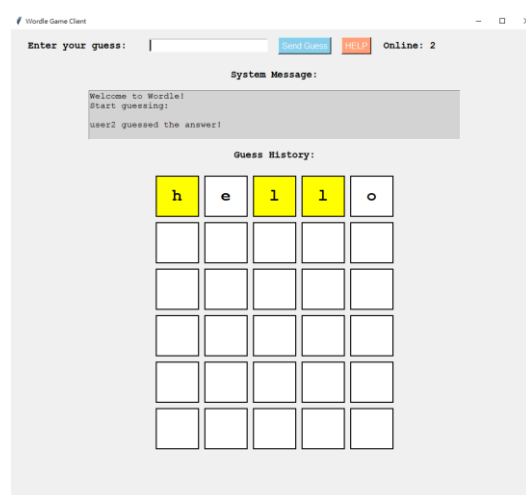 Wordle Game Client
Enter your guess: Send Guess HELP Online: 2
System Message:
Welcome to Wordle!
Start guessing:
user2 guessed the answer!
Guess History:
h e l l o